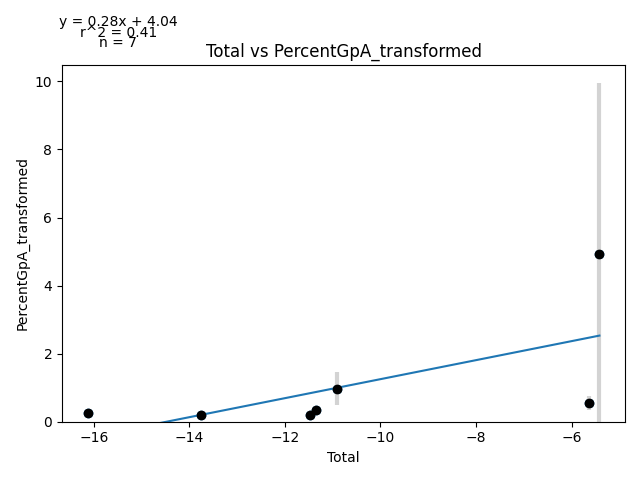 y = 0.28x + 4.04
r^2 = 0.41
n = 7
Total vs PercentGpA_transformed
PercentGpA_transformed
10
8
6
4
2
0
−16
−14
−12
−10
−8
−6
Total